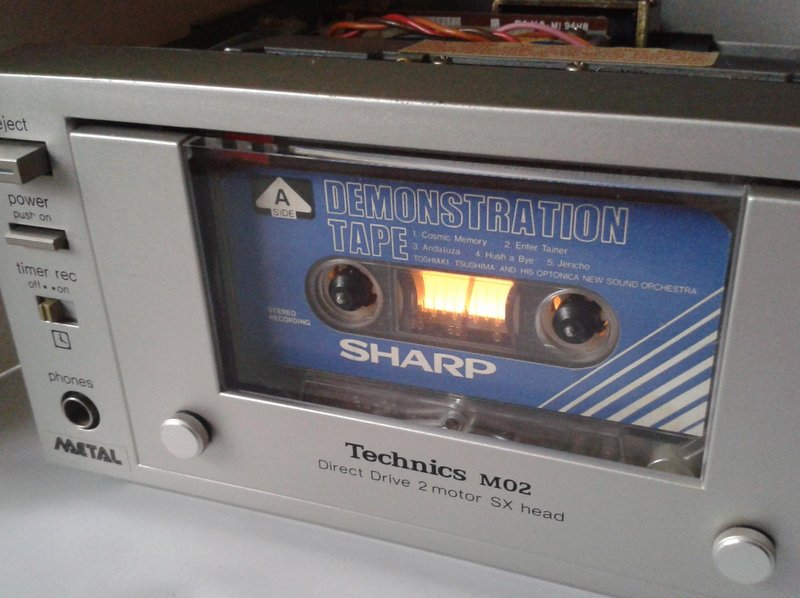 eject
power
push on
timer rec
off • • on
phones
METAL
A
SIDE
DEMONSTRATION
TAPE
1. Cosmic Memory 2. Enter Tainer
3. Andaluza 4. Hush a Bye 5. Jericho
TOSHIAKI TSUSHIMA AND HIS OPTONICA NEW SOUND ORCHESTRA
STEREO
RECORDING
SHARP
Technics M02
Direct Drive 2 motor SX head